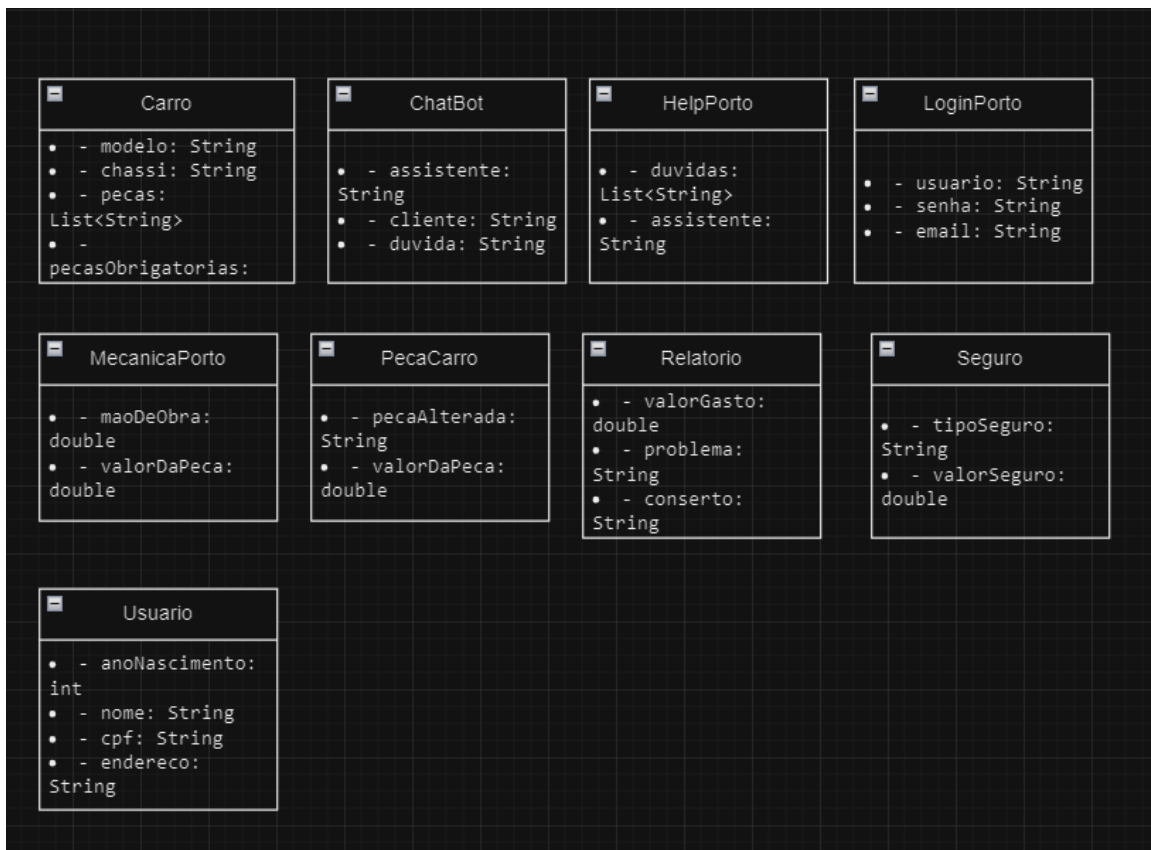 Carro
• - modelo: String
• - chassi: String
• - pecas:
List<String>
• -
pecasObrigatorias:
ChatBot
• - assistente:
String
• - cliente: String
• - duvida: String
HelpPorto
• - duvidas:
List<String>
• - assistente:
String
LoginPorto
• - usuario: String
• - senha: String
• - email: String
MecanicaPorto
• - maoDeObra:
double
• - valorDaPeca:
double
PecaCarro
• - pecaAlterada:
String
• - valorDaPeca:
double
Relatorio
• - valorGasto:
double
• - problema:
String
• - conserto:
String
Seguro
• - tipoSeguro:
String
• - valorSeguro:
double
Usuario
• - anoNascimento:
int
• - nome: String
• - cpf: String
• - endereco:
String